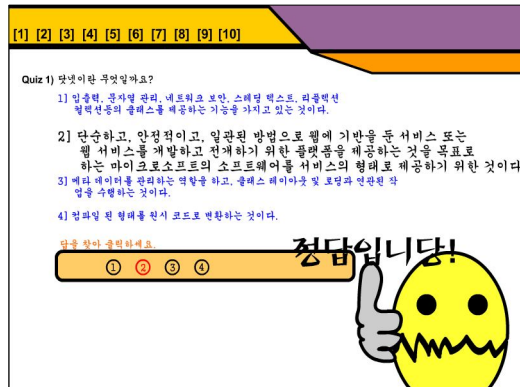 [1] [2] [3] [4] [5] [6] [7] [8] [9] [10]
Quiz 1) 닷넷이란 무엇일까요?
1] 입출력, 문자열 관리, 네트워크 보안, 스레딩 텍스트, 리플렉션
컬렉션등의 클래스를 제공하는 기능을 가지고 있는 것이다.
2] 단순하고, 안정적이고, 일관된 방법으로 웹에 기반을 둔 서비스 또는
웹 서비스를 개발하고 전개하기 위한 플랫폼을 제공하는 것을 목표로
하는 마이크로소프트의 소프트웨어를 서비스의 형태로 제공하기 위한 것이다
3] 메타 데이터를 관리하는 역할을 하고, 클래스 레이아웃 및 로딩과 연관된 작
업을 수행하는 것이다.
4] 컴파일 된 형태를 원시 코드로 변환하는 것이다.
답을 찾아 클릭하세요.
① ② ③ ④
정답입니당!